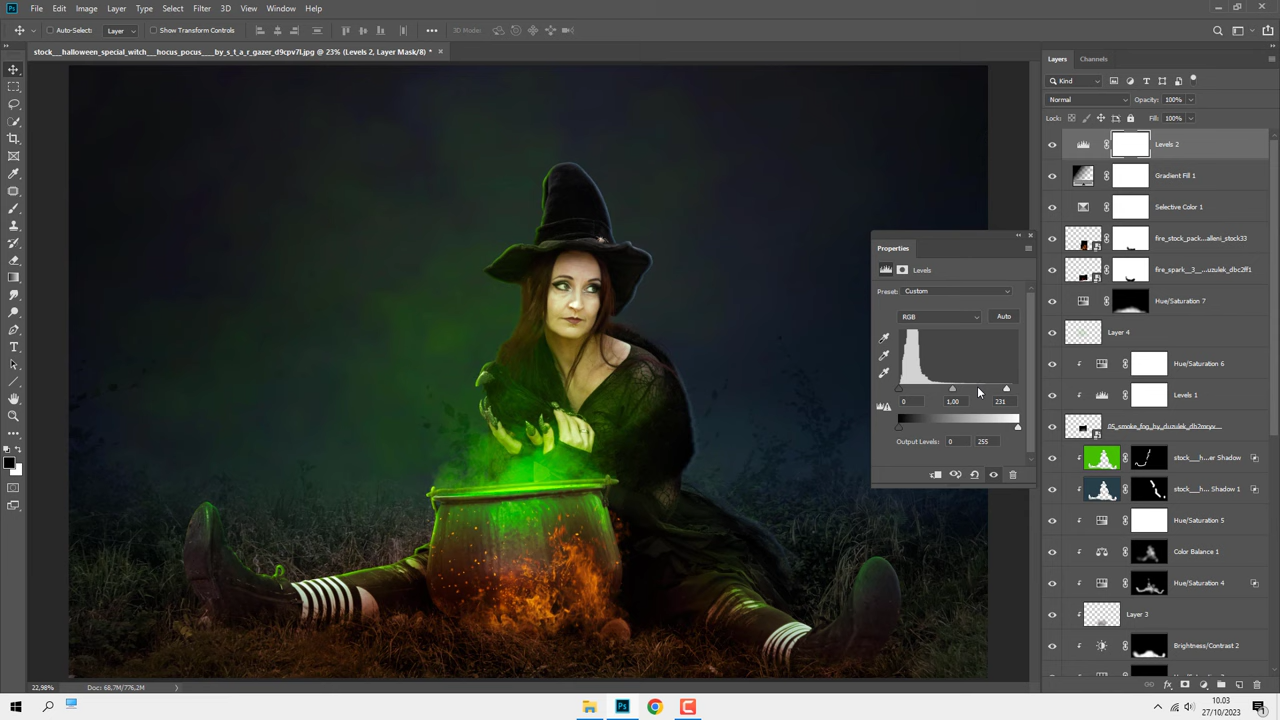 File Edit Image Layer Type Select Filter 3D View Window Help
Auto-Select: Layer Show Transform Controls 3D Mode:
stock__halloween_special_witch__hocus_pocus___by_s_t_a_r_gazer_d9cpv7l.jpg @ 23% (Levels 2, Layer Mask/8) *
Layers Channels
Kind
Normal Opacity: 100%
Lock: Fill: 100%
Levels 2
Gradient Fill 1
Selective Color 1
fire_stock_pack...alleni_stock33
fire_spark__3__...uzulek_dbc2ff1
Hue/Saturation 7
Layer 4
Hue/Saturation 6
Levels 1
05_smoke_fog_by_duzulek_db2mryv...
stock___h...er Shadow
stock___h... Shadow 1
Hue/Saturation 5
Color Balance 1
Hue/Saturation 4
Layer 3
Brightness/Contrast 2
Properties
Levels
Preset: Custom
RGB Auto
0 1,00 231
Output Levels: 0 255
22,98% Doc: 68,7M/776,2M
10.03
27/10/2023